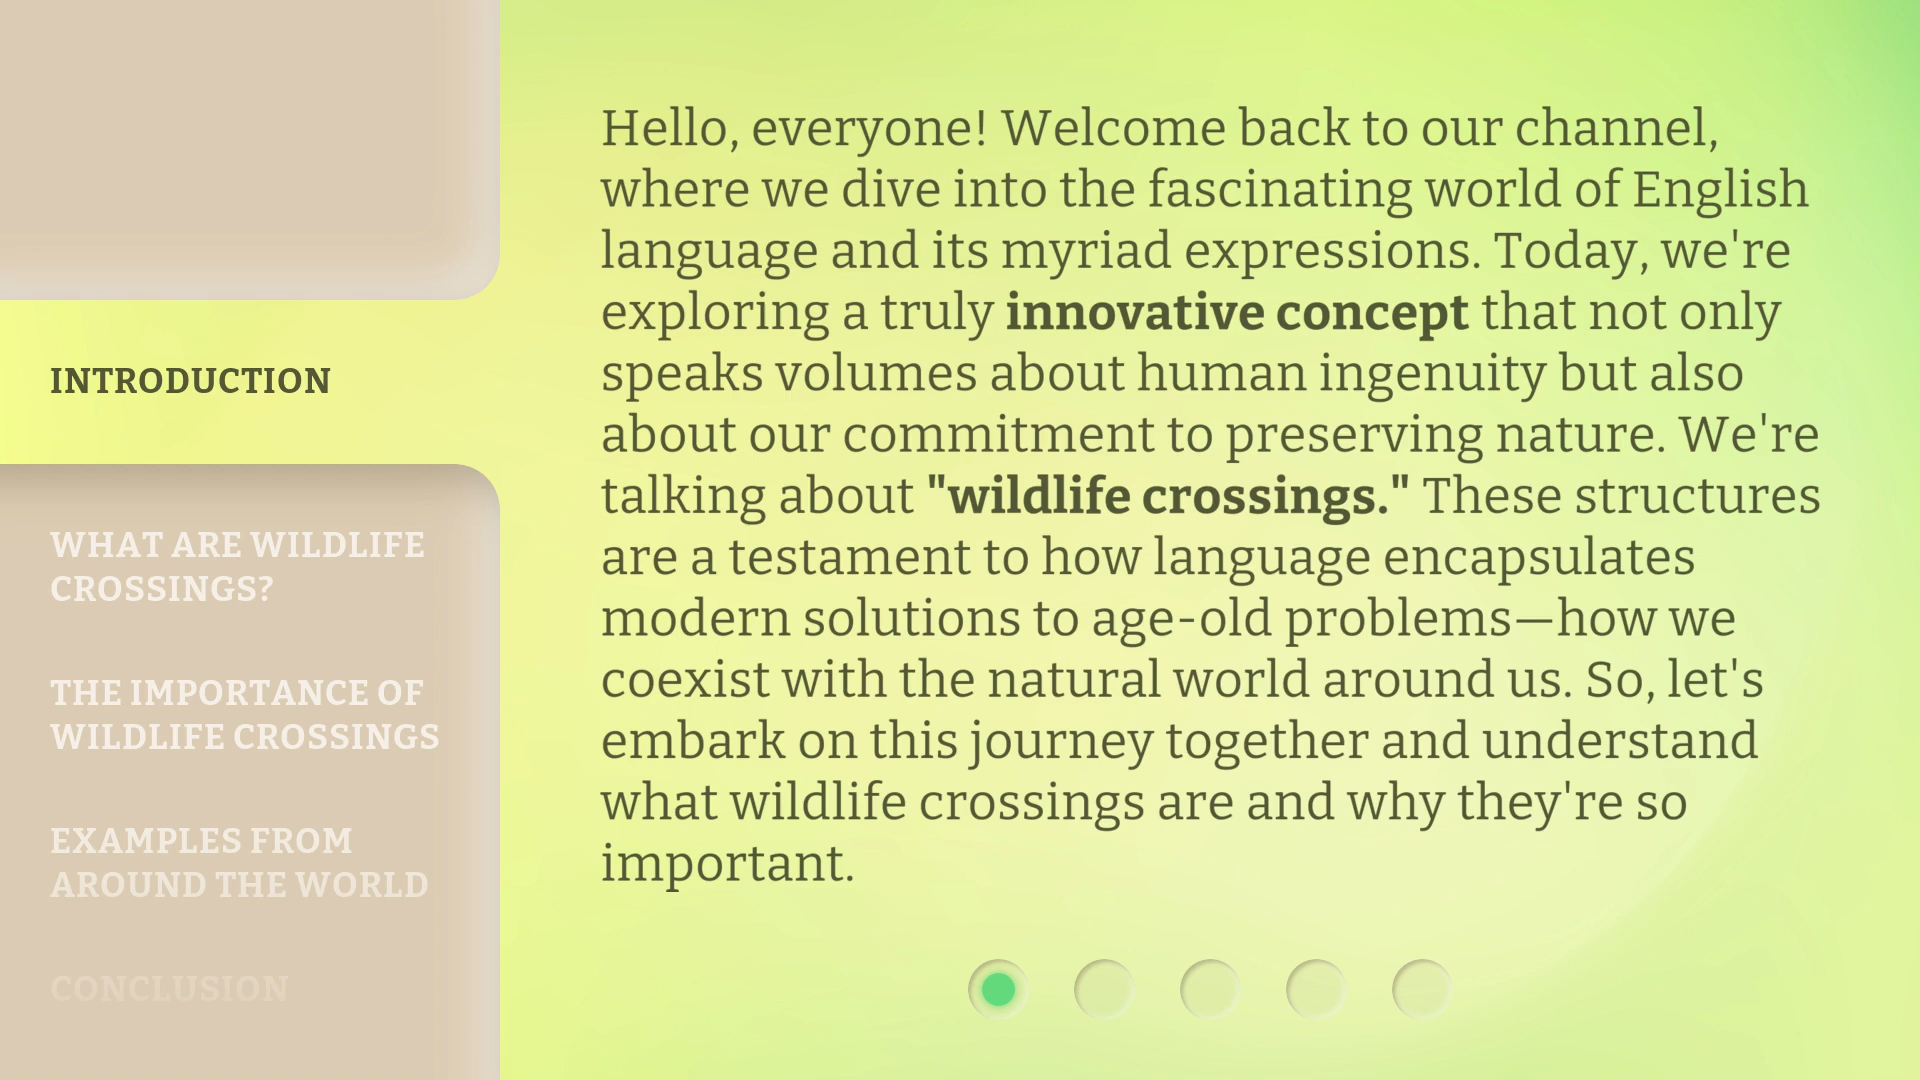 INTRODUCTION
WHAT ARE WILDLIFE
CROSSINGS?
THE IMPORTANCE OF
WILDLIFE CROSSINGS
EXAMPLES FROM
AROUND THE WORLD
CONCLUSION
Hello, everyone! Welcome back to our channel,
where we dive into the fascinating world of English
language and its myriad expressions. Today, we're
exploring a truly innovative concept that not only
speaks volumes about human ingenuity but also
about our commitment to preserving nature. We're
talking about "wildlife crossings." These structures
are a testament to how language encapsulates
modern solutions to age-old problems—how we
coexist with the natural world around us. So, let's
embark on this journey together and understand
what wildlife crossings are and why they're so
important.